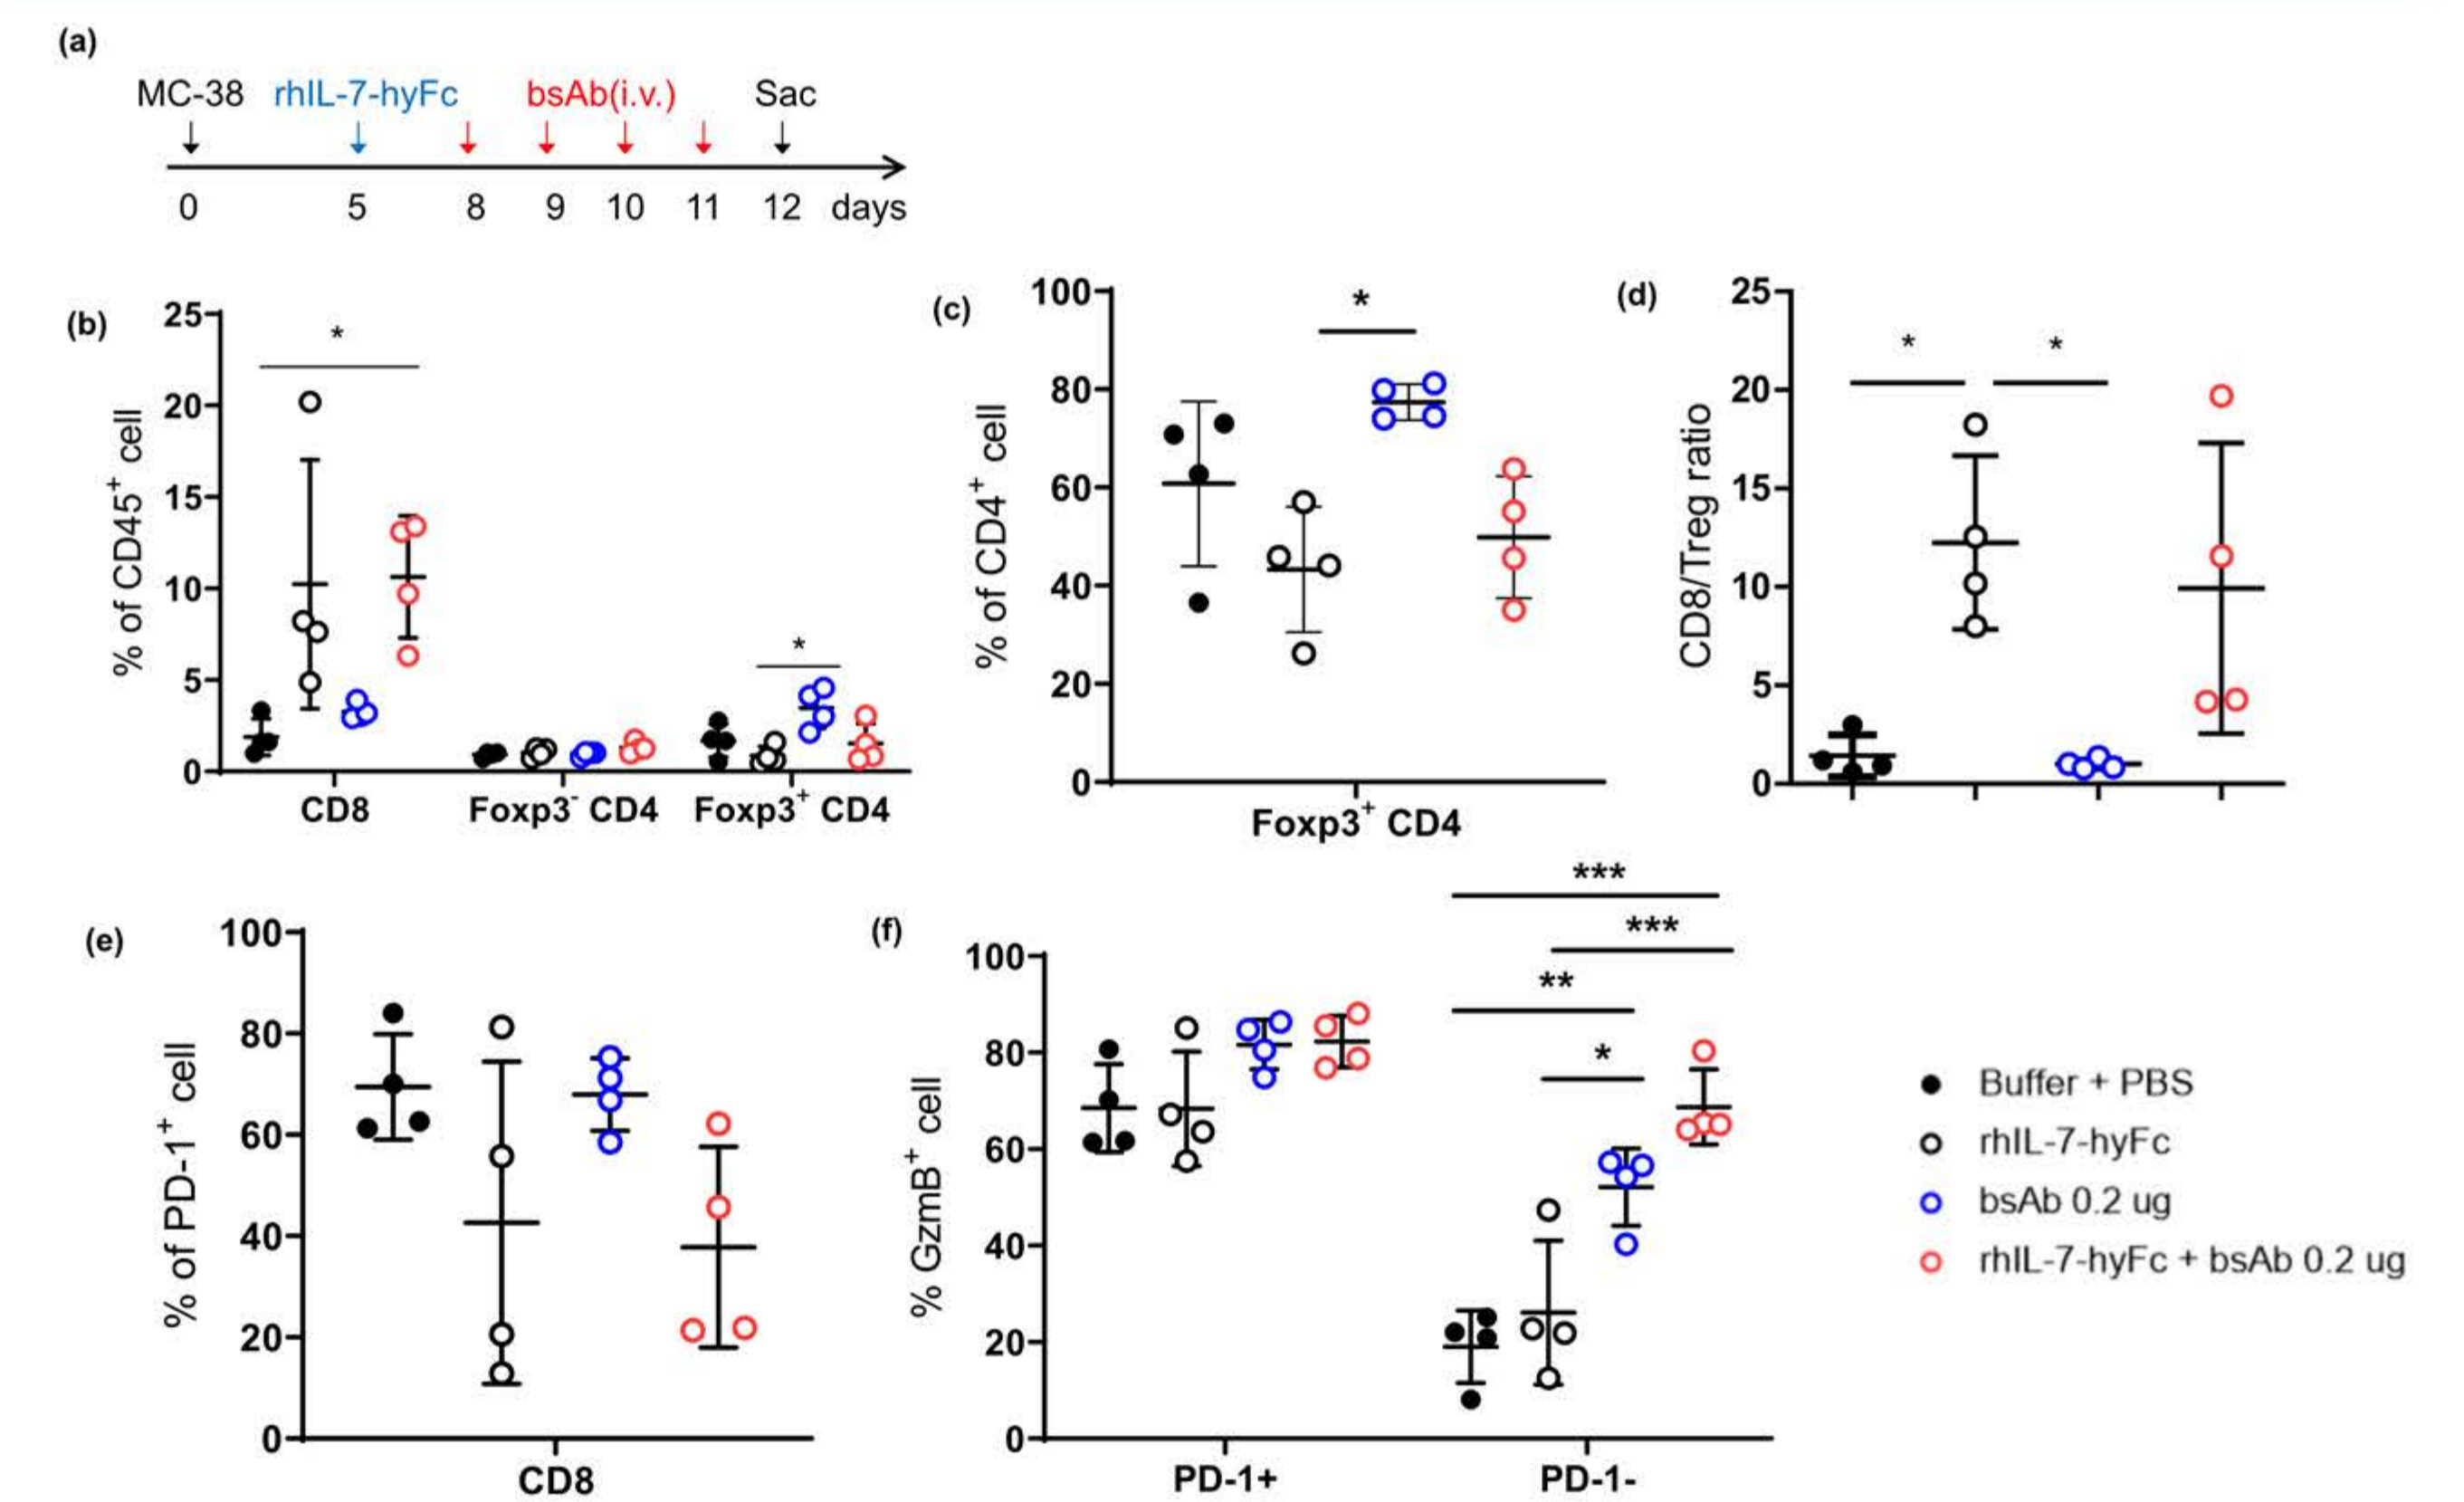 (a)
MC-38 rhIL-7-hyFc bsAb(i.v.) Sac
0 5 8 9 10 11 12 days
(b)
% of CD45+ cell
25
20
15
10
5
0
*
*
CD8 Foxp3- CD4 Foxp3+ CD4
(c)
% of CD4+ cell
100
80
60
40
20
0
*
Foxp3+ CD4
(d)
CD8/Treg ratio
25
20
15
10
5
0
* *
(e)
% of PD-1+ cell
100
80
60
40
20
0
CD8
(f)
% GzmB+ cell
100
80
60
40
20
0
***
***
**
*
PD-1+ PD-1-
Buffer + PBS
rhIL-7-hyFc
bsAb 0.2 ug
rhIL-7-hyFc + bsAb 0.2 ug